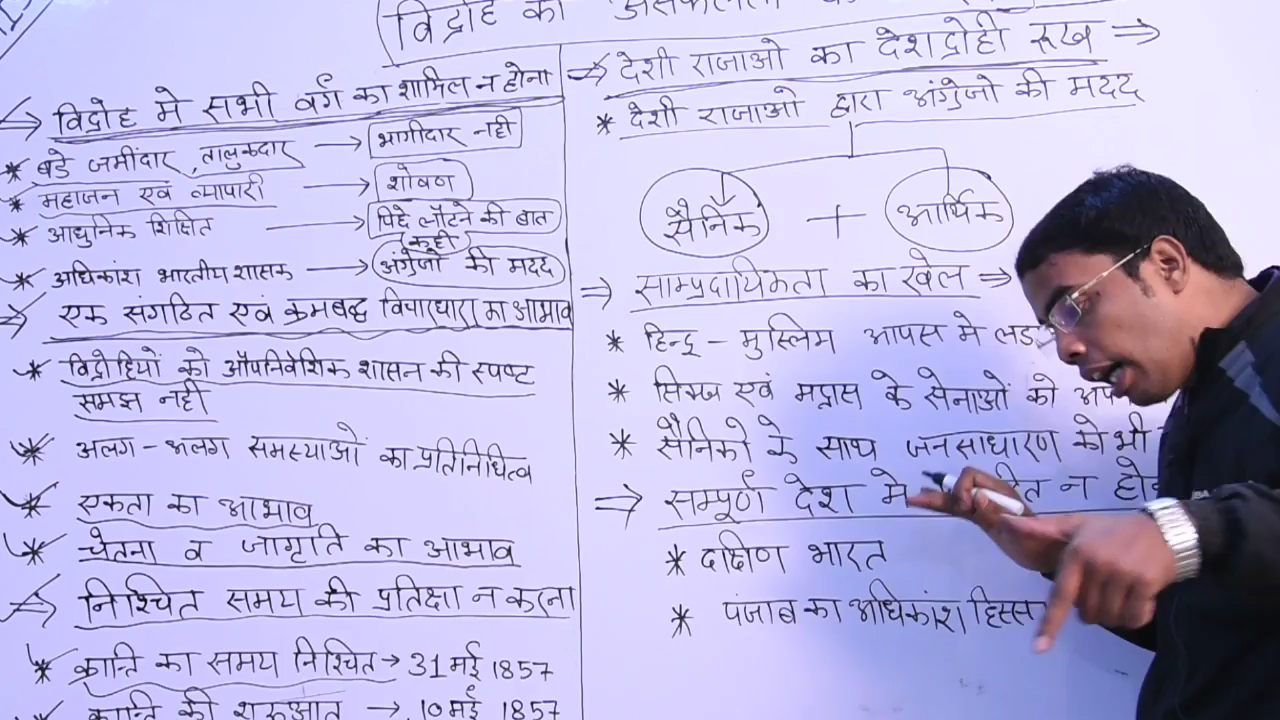 विद्रोह की असफलता
⇒ विद्रोह मे सभी वर्ग का शामिल न होना
* बडे जमींदार, तालुकदार → भागीदार नही
* महाजन एवं व्यापारी → शोषण
* आधुनिक शिक्षित → पिछे लौटने की बात कही
* अधिकांश भारतीय शासक → अंग्रेजो की मदद
⇒ एक संगठित एवं क्रमबद्ध विचारधारा का आभाव
* विद्रोहियों को औपनिवेशिक शासन की स्पष्ट
समझ नही
* अलग-अलग समस्याओं का प्रतिनिधित्व
* एकता का आभाव
* चेतना व जागृति का आभाव
⇒ निश्चित समय की प्रतिक्षा न करना
* क्रान्ति का समय निश्चित → 31 मई 1857
* क्रान्ति की शुरूआत → 10 मई 1857
⇒ देशी राजाओ का देशद्रोही रूख ⇒
* देशी राजाओ द्वारा अंग्रेजो की मदद
सैनिक + आर्थिक
⇒ साम्प्रदायिकता का खेल ⇒
* हिन्दू - मुस्लिम आपस मे
* सिक्ख एवं मद्रास के सेनाओं को
* सैनिको के साथ जनसाधारण को भी
⇒ सम्पूर्ण देश मे न
* दक्षिण भारत
* पंजाब का अधिकांश